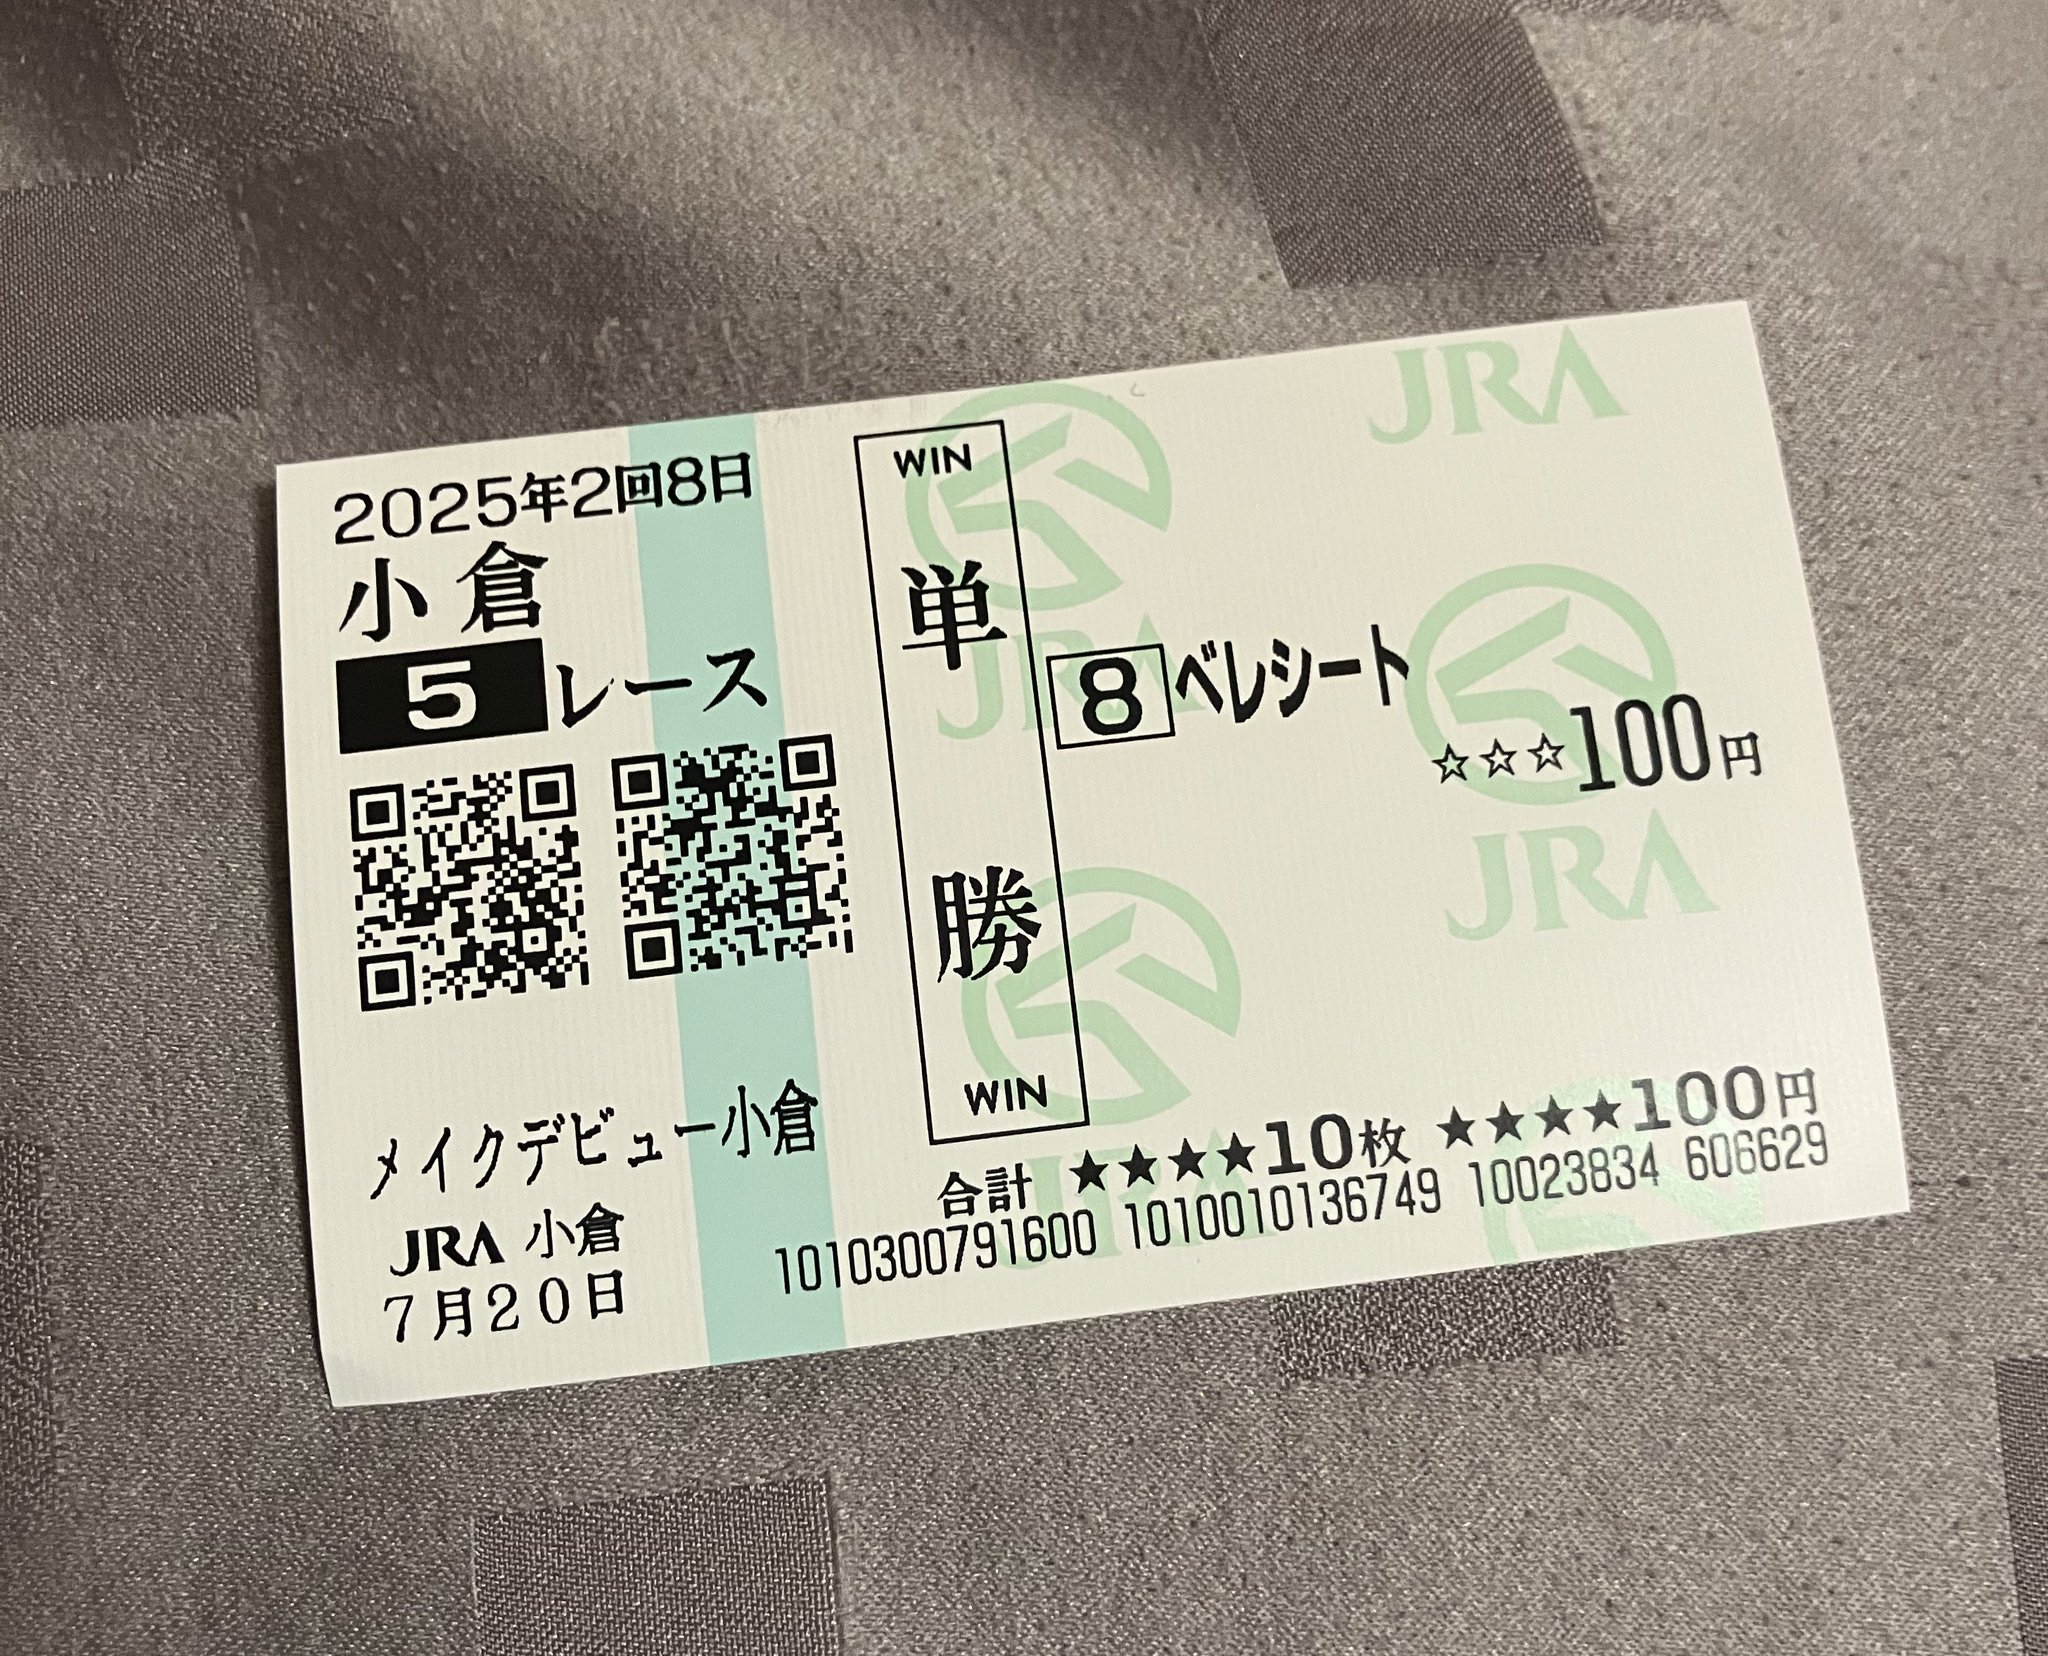 2025年2回8日
小倉
5レース
メイクデビュー小倉
JRA 小倉
7月20日
WIN
単勝
WIN
8 ベレシート
☆☆☆100円
合計 ★★★★10枚 ★★★★100円
1010300791600 1010010136749 10023834 606629
JRA
JRA
JRA
JRA